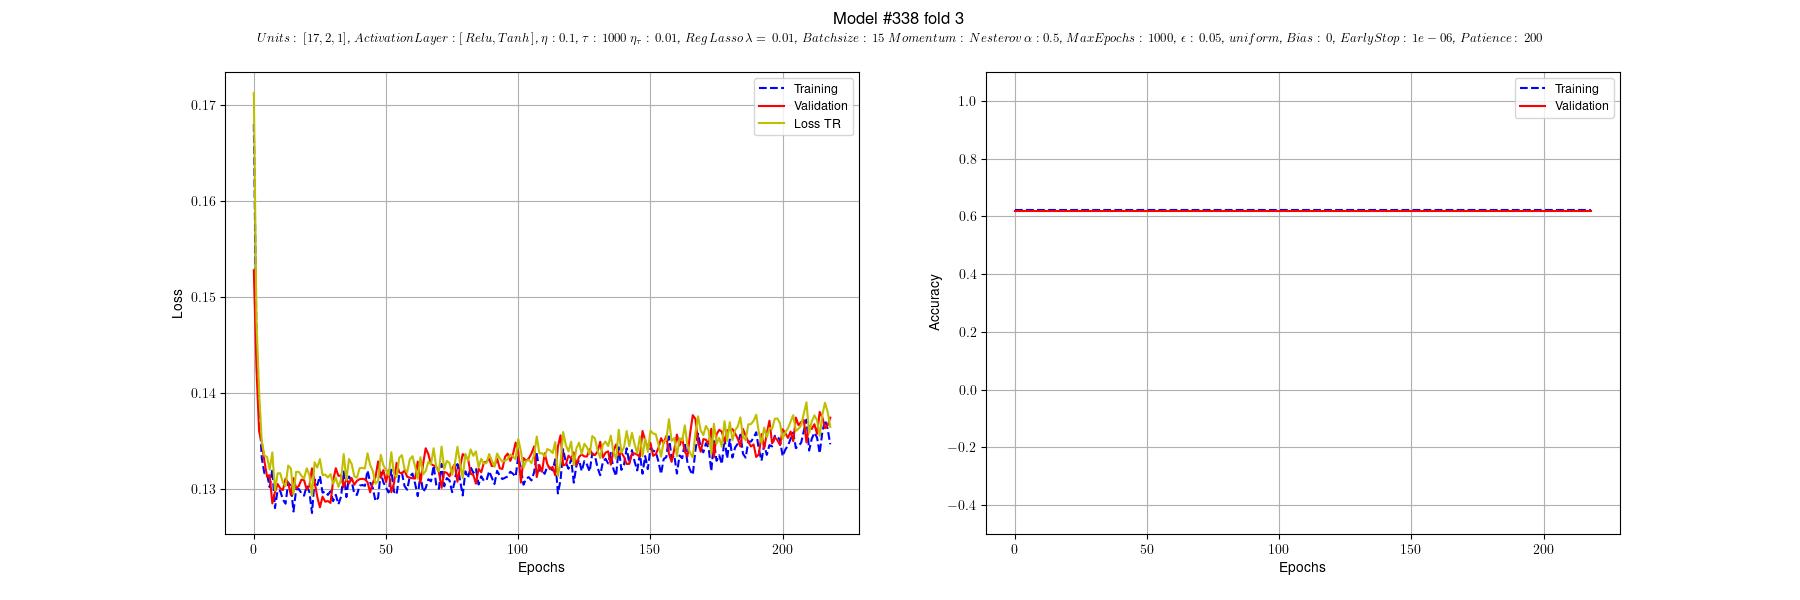 Model #338 fold 3
Units : [17, 2, 1], ActivationLayer : [ Relu, Tanh ], η : 0.1, τ : 1000 ητ : 0.01, Reg Lasso λ = 0.01, Batchsize : 15 Momentum : Nesterov α : 0.5, MaxEpochs : 1000, ϵ : 0.05, uniform, Bias : 0, EarlyStop : 1e − 06, Patience : 200
Loss
0.17
0.16
0.15
0.14
0.13
0
50
100
150
200
Epochs
Training
Validation
Loss TR
Accuracy
1.0
0.8
0.6
0.4
0.2
0.0
−0.2
−0.4
0
50
100
150
200
Epochs
Training
Validation